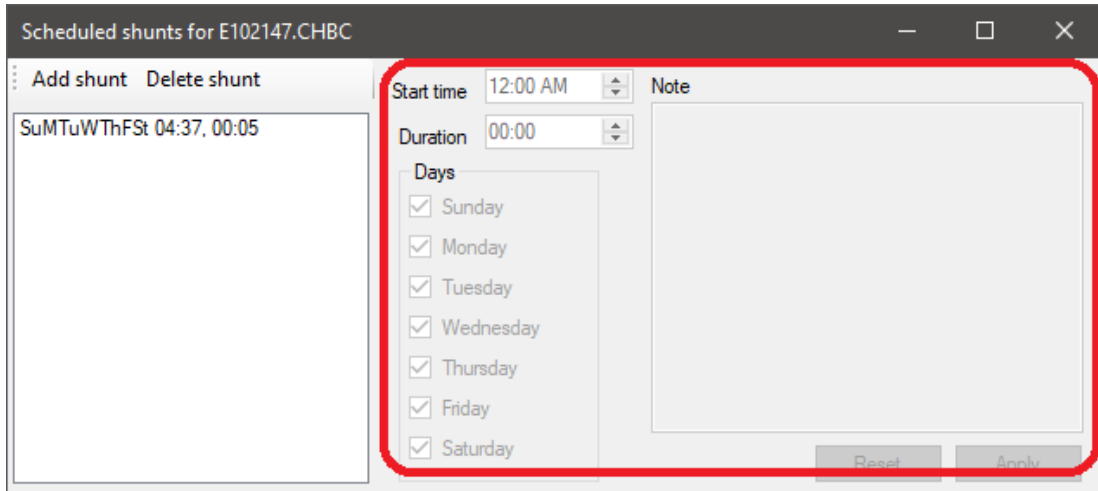 Scheduled shunts for E102147.CHBC
Add shunt Delete shunt
SuMTuWThFSt 04:37, 00:05
Start time 12:00 AM
Duration 00:00
Days
Sunday
Monday
Tuesday
Wednesday
Thursday
Friday
Saturday
Note
Reset Apply